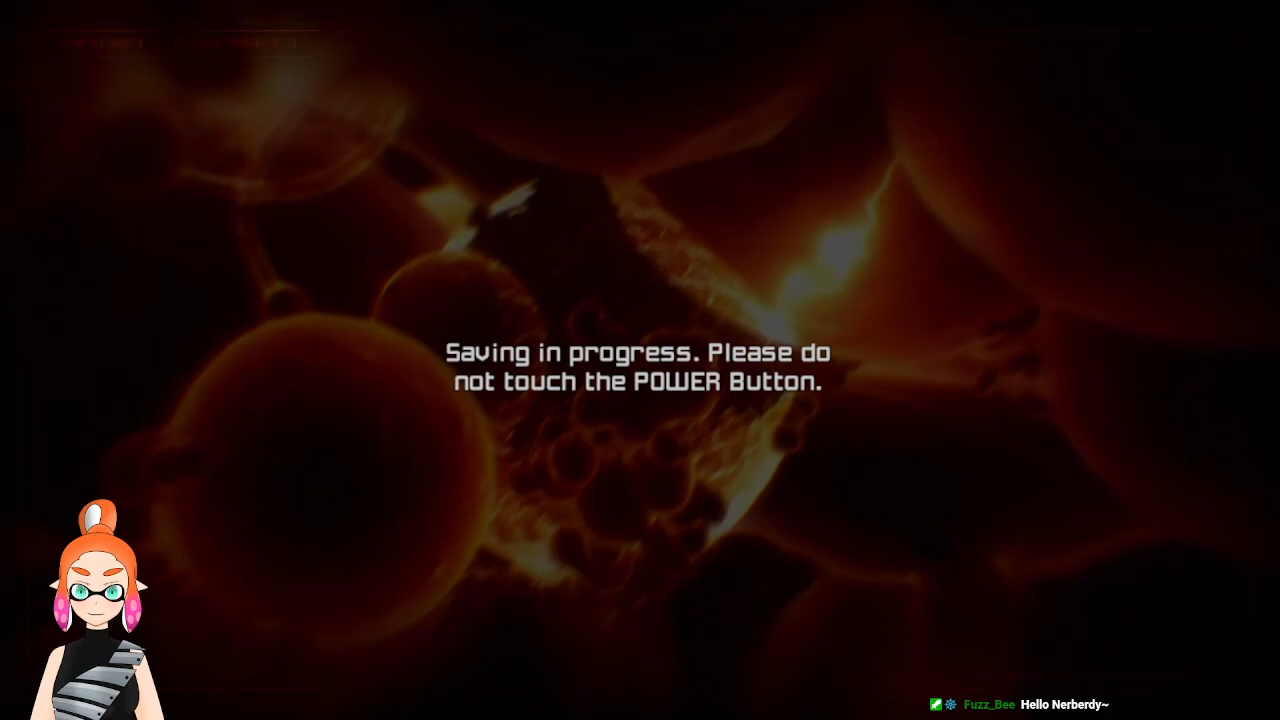 Saving in progress. Please do
not touch the POWER Button.
Fuzz_Bee Hello Nerberdy~